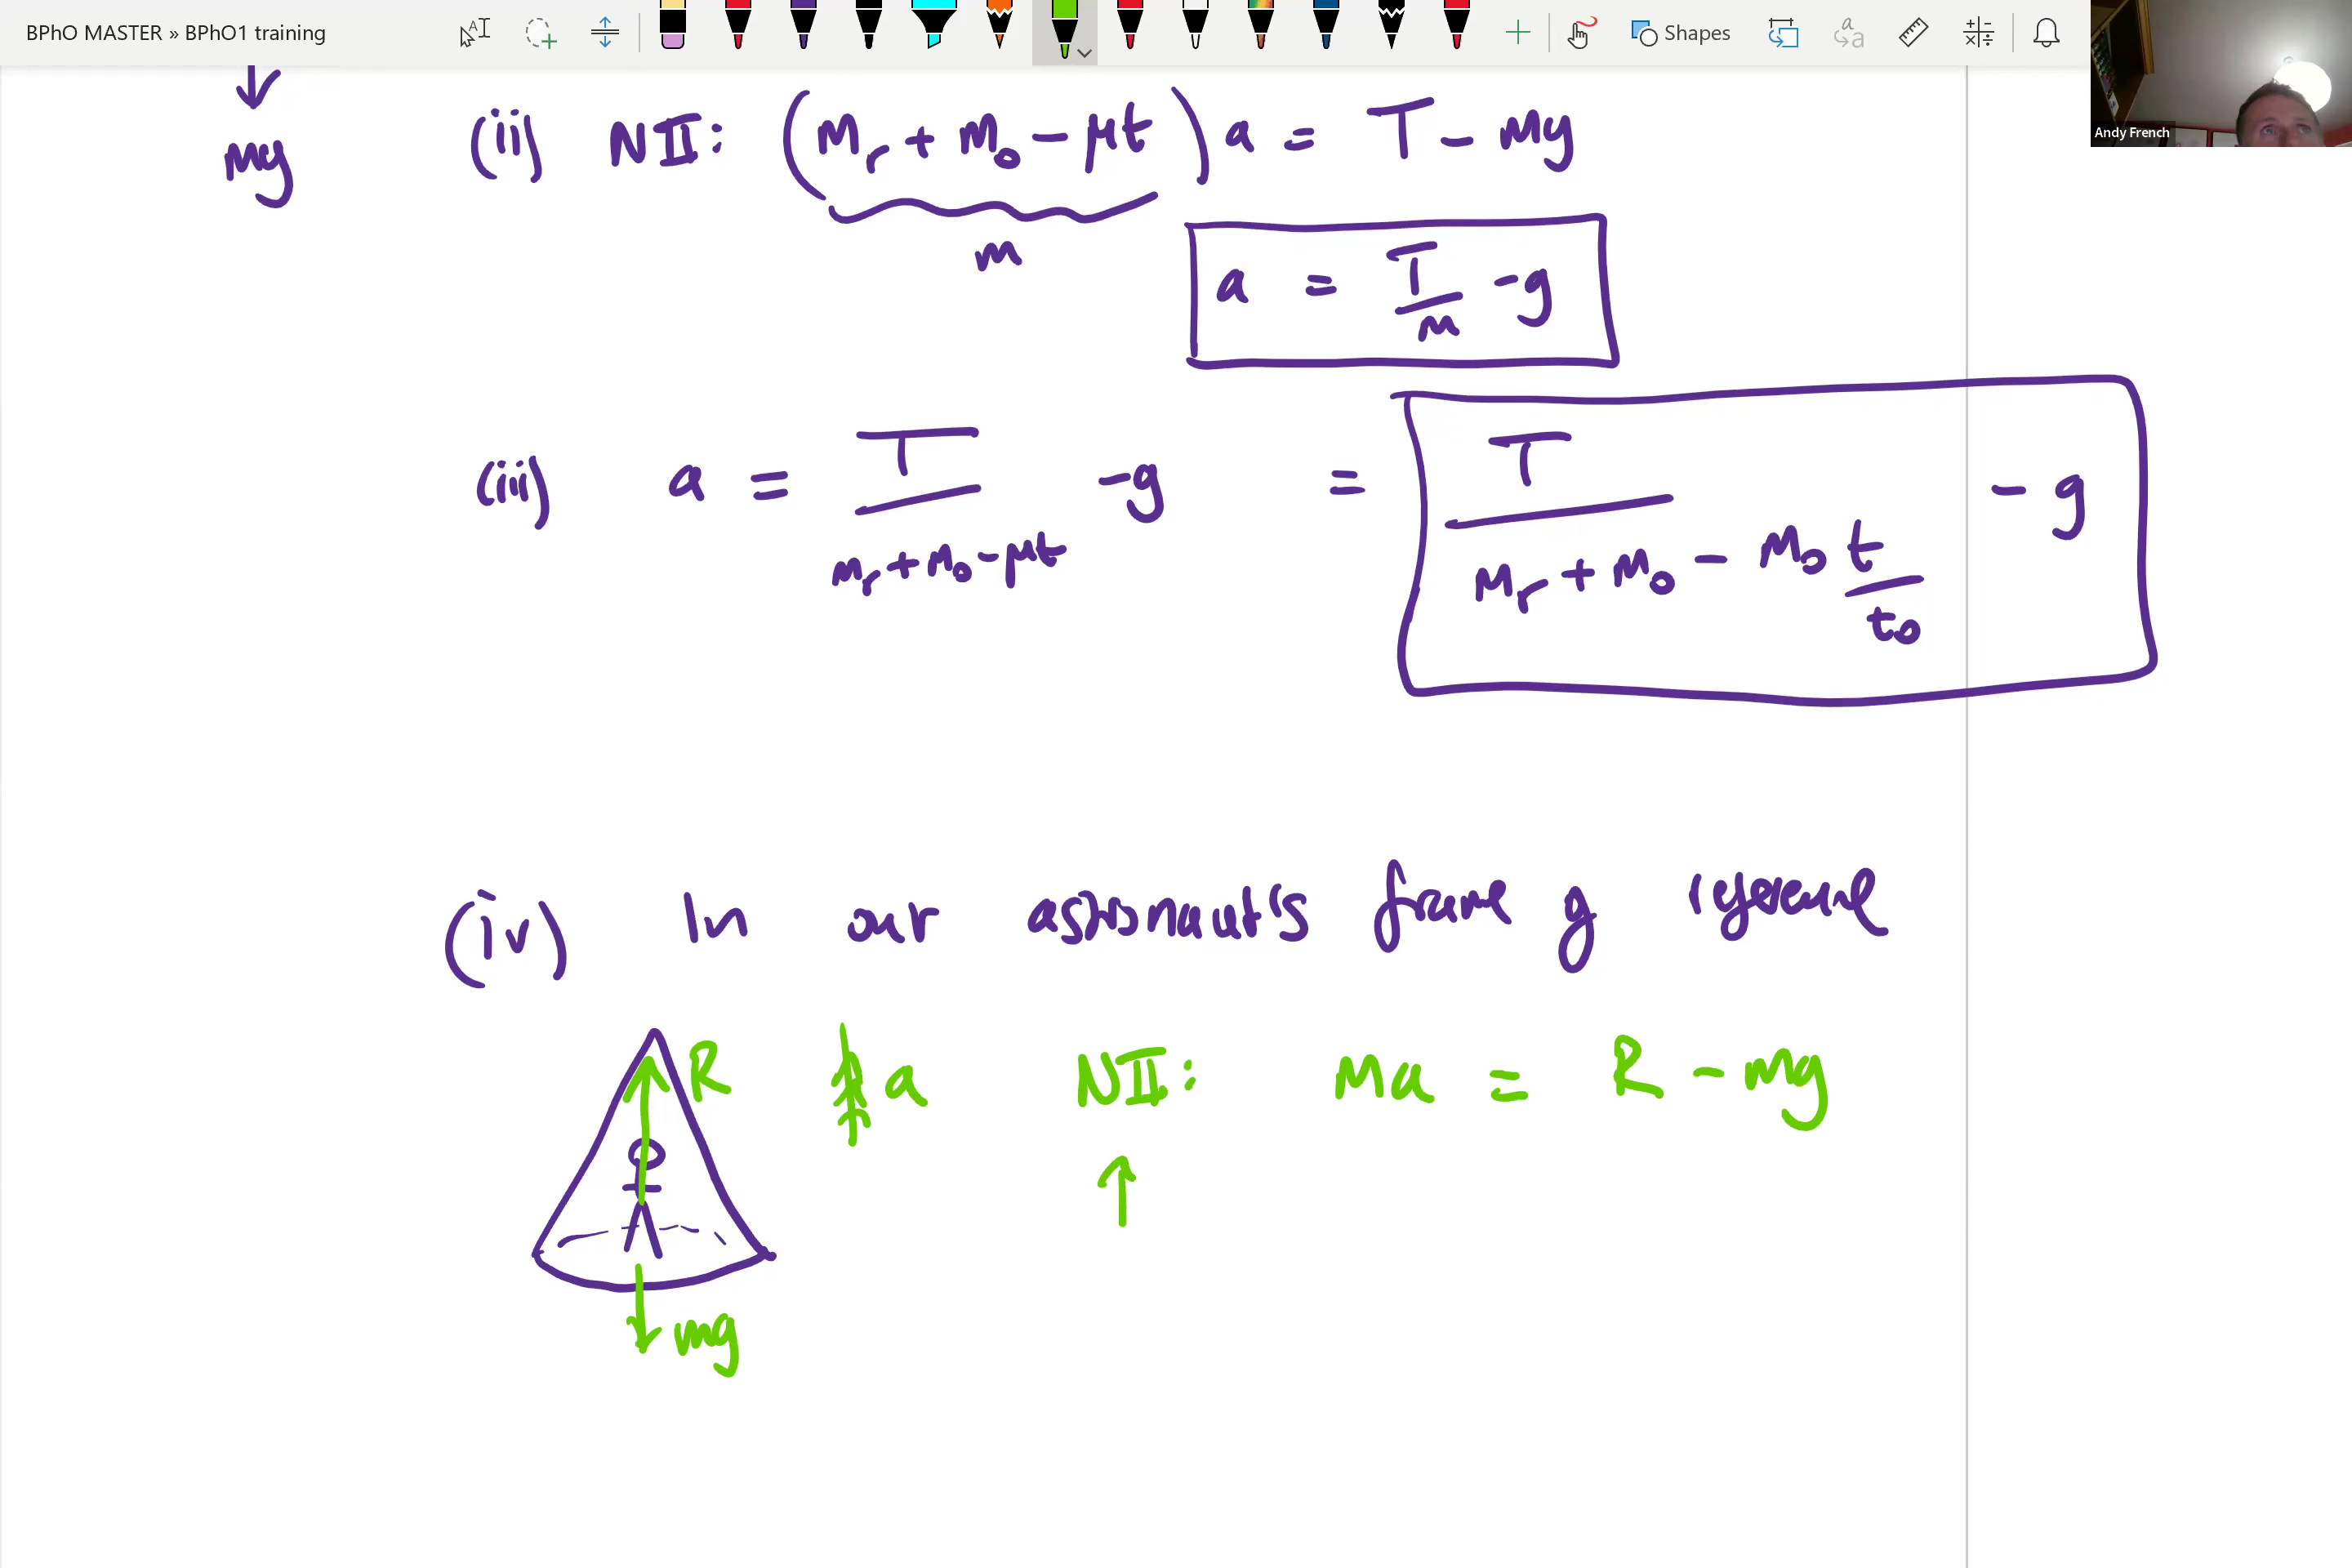 BPhO MASTER » BPhO1 training
Shapes
Andy French
mg
(ii) NII: (mr + m0 − μt) a = T − mg
m
a = T/m − g
(iii) a = T/(mr + m0 − μt) − g = T/(mr + m0 − m0 t/t0) − g
(iv) In our astronaut's frame of
R a NII: ma = R − mg
mg